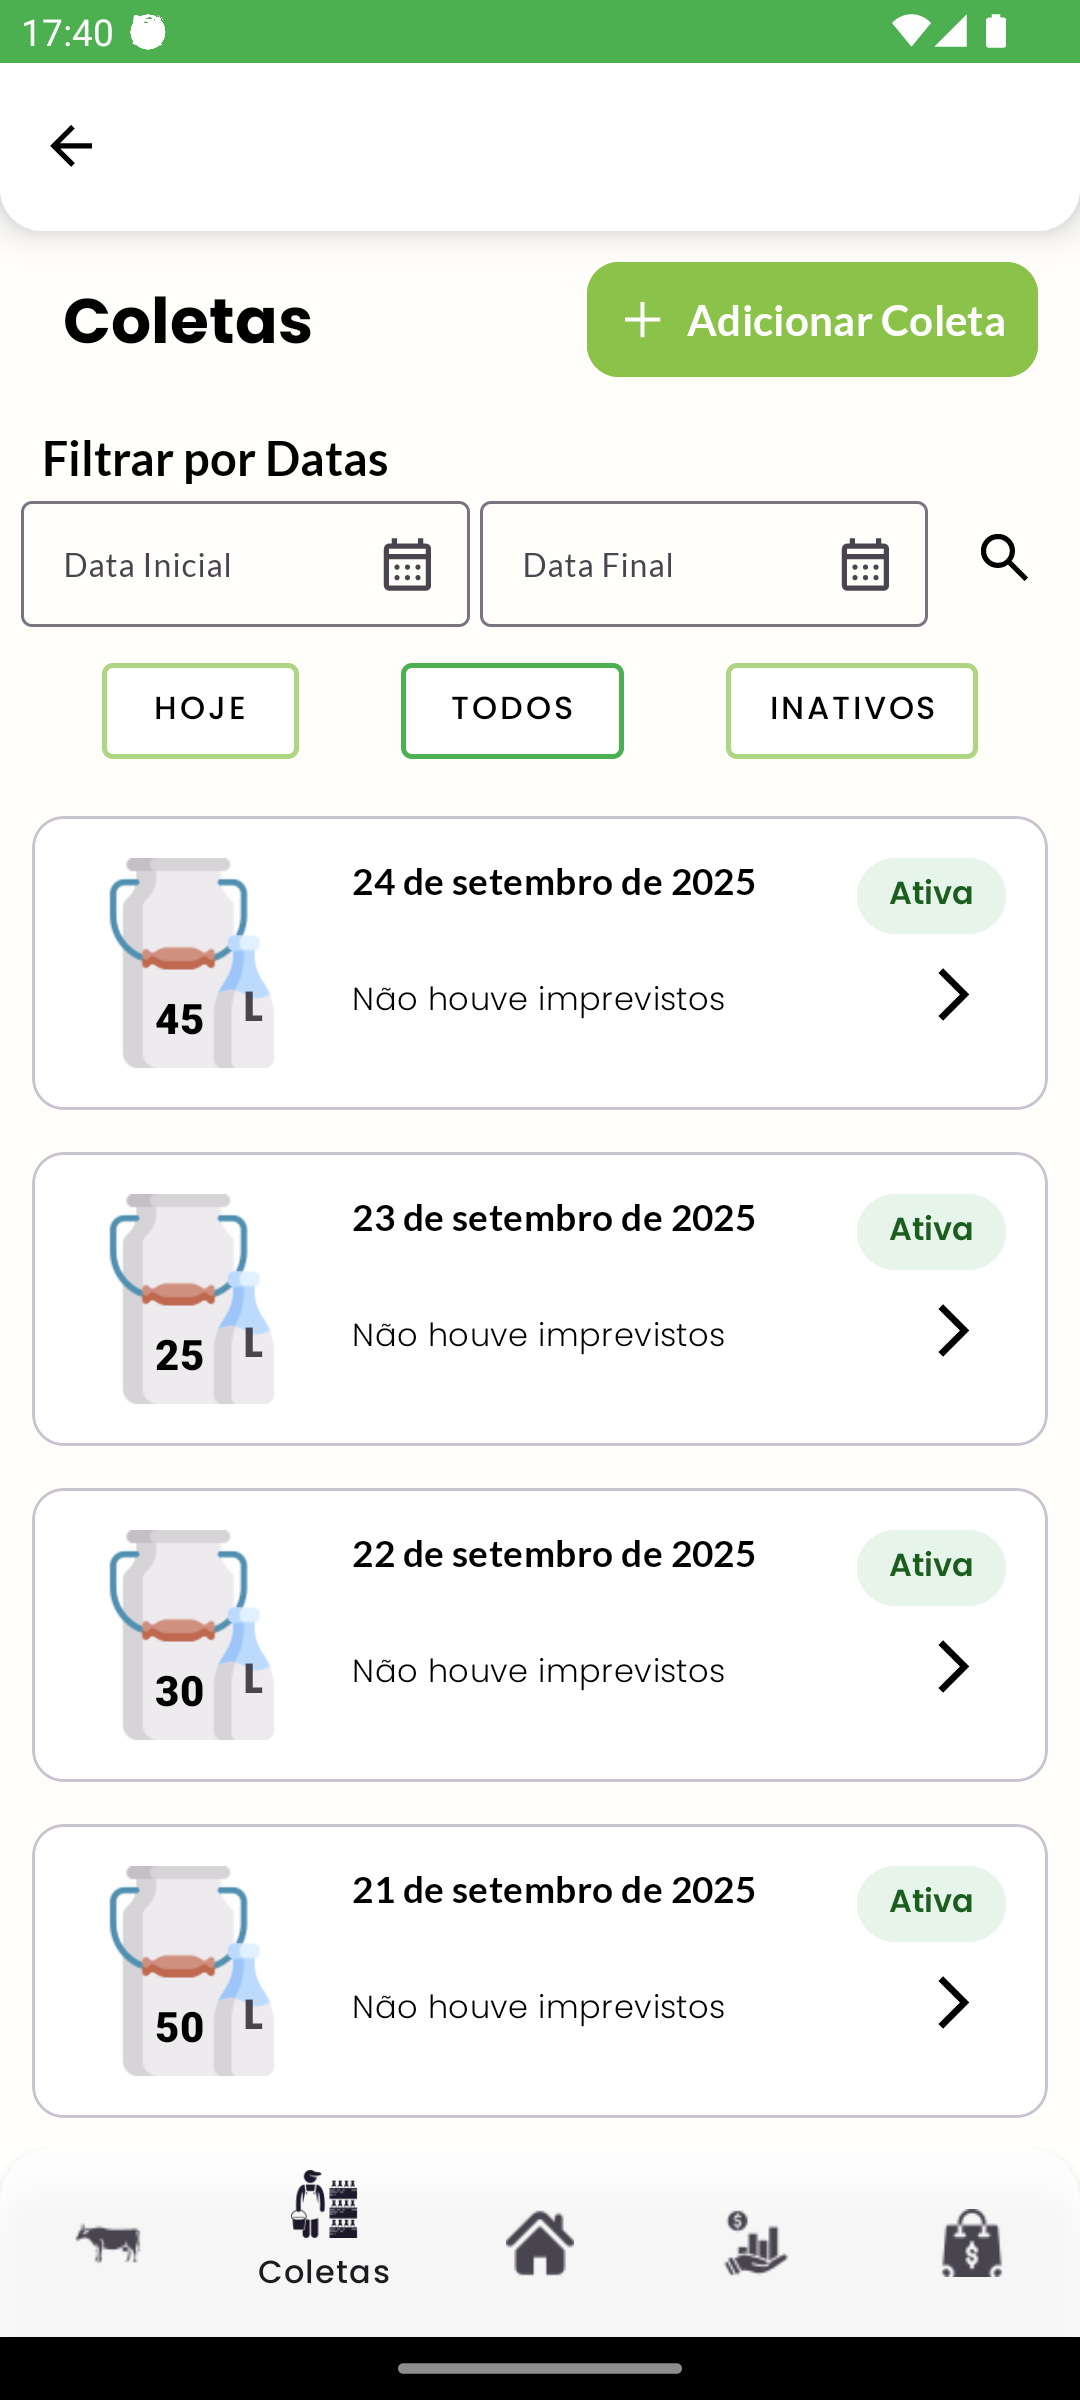 17:40
Coletas
Adicionar Coleta
Filtrar por Datas
Data Inicial
Data Final
HOJE
TODOS
INATIVOS
24 de setembro de 2025
Ativa
Não houve imprevistos
45
L
23 de setembro de 2025
Ativa
Não houve imprevistos
25
L
22 de setembro de 2025
Ativa
Não houve imprevistos
30
L
21 de setembro de 2025
Ativa
Não houve imprevistos
50
L
Coletas